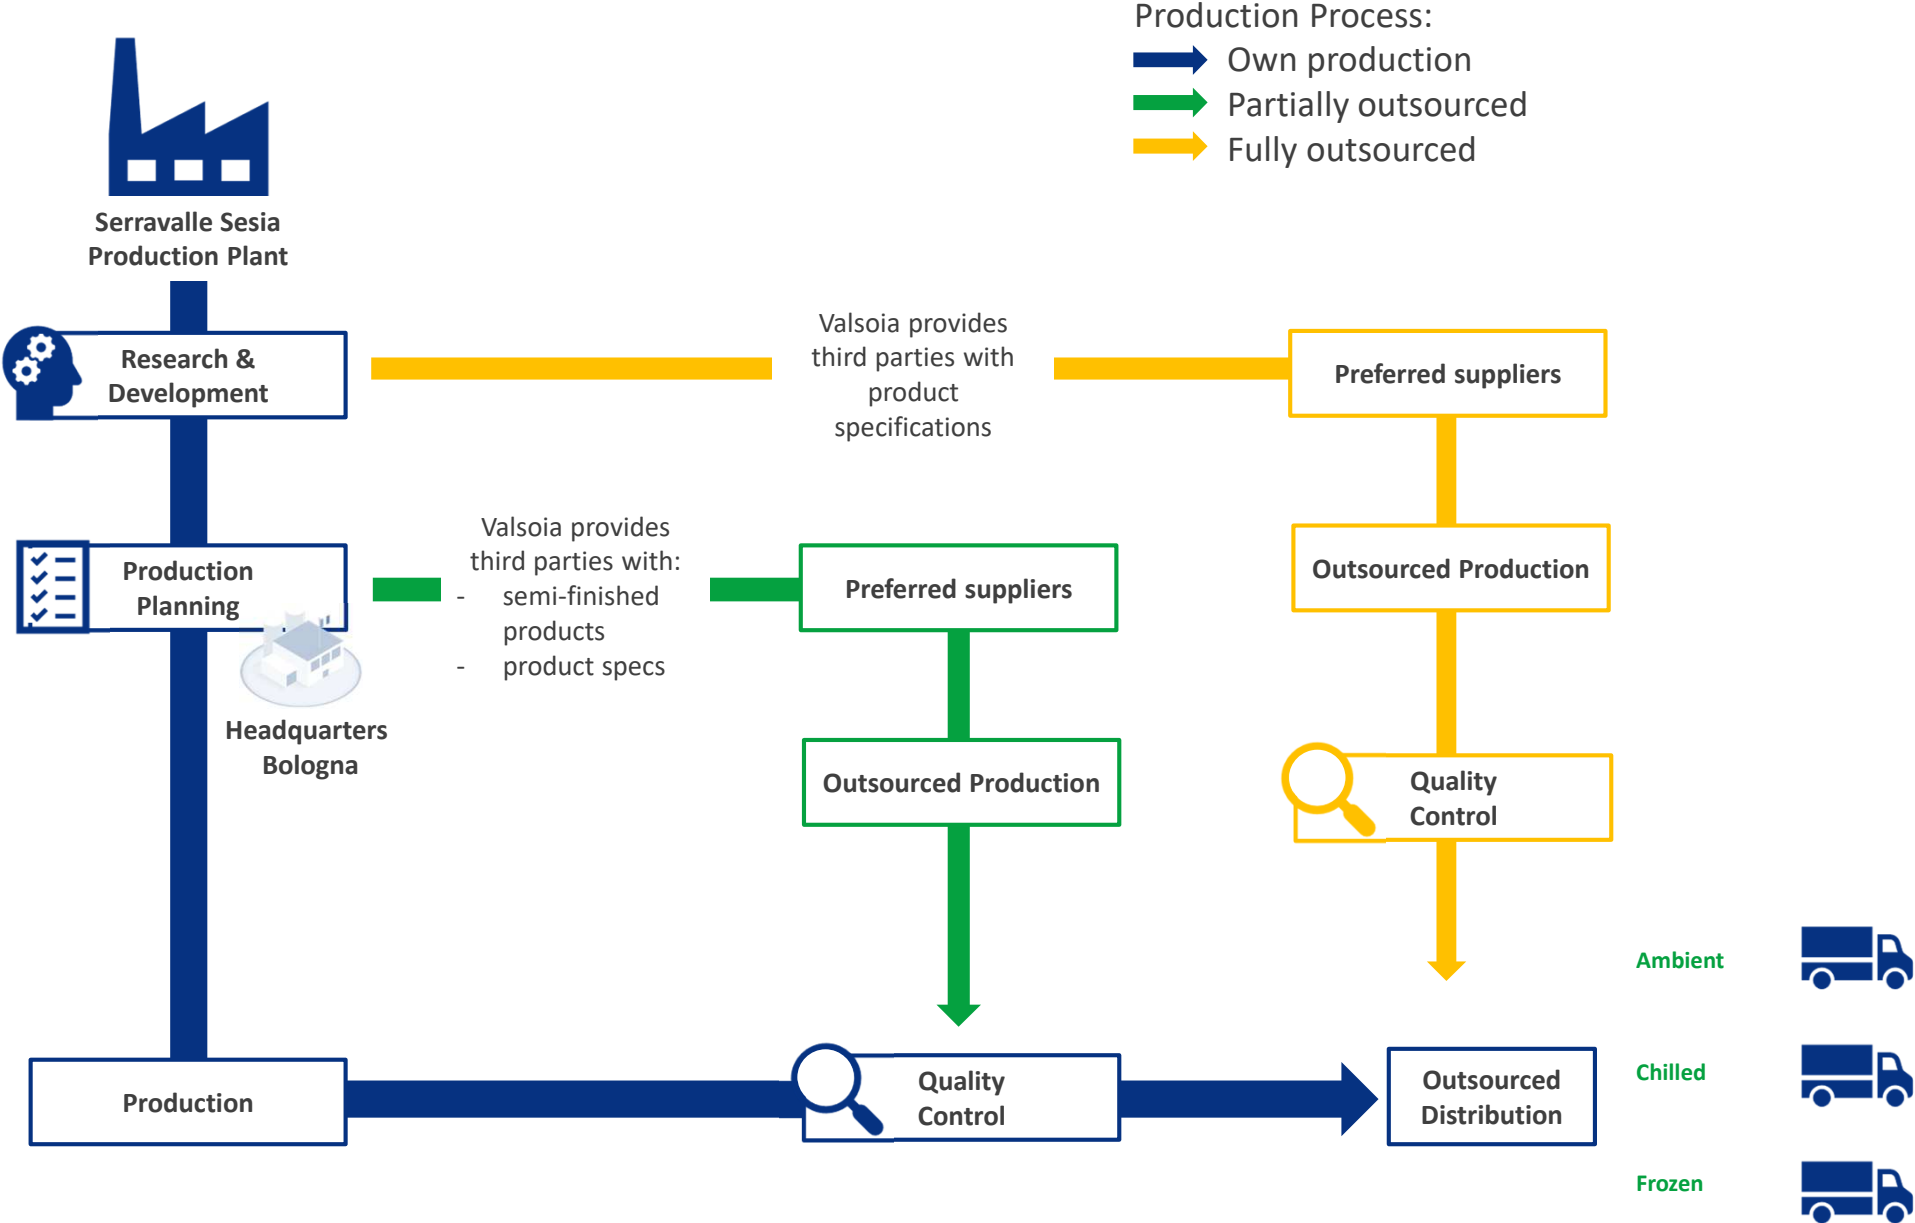 Production Process:
Own production
Partially outsourced
Fully outsourced
Serravalle Sesia
Production Plant
Research &
Development
Valsoia provides
third parties with
product
specifications
Preferred suppliers
Production
Planning
Headquarters
Bologna
Valsoia provides
third parties with:
- semi-finished
products
- product specs
Preferred suppliers
Outsourced Production
Outsourced Production
Quality
Control
Production
Quality
Control
Outsourced
Distribution
Ambient
Chilled
Frozen